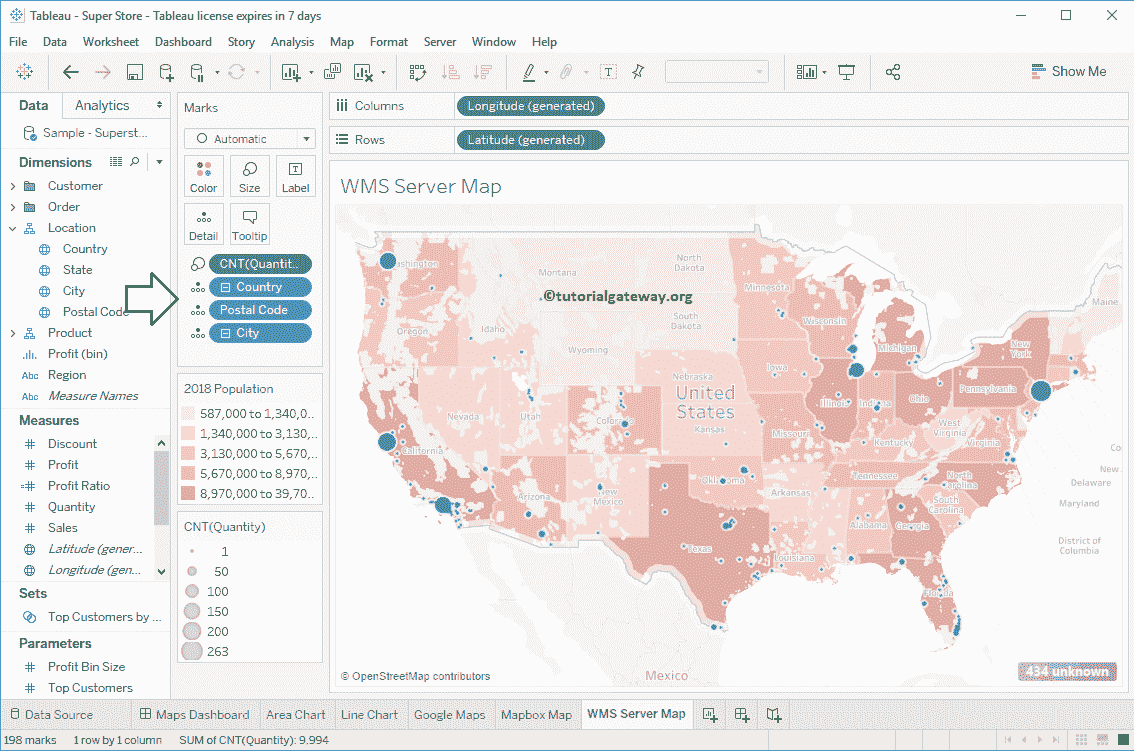 Tableau - Super Store - Tableau license expires in 7 days
File Data Worksheet Dashboard Story Analysis Map Format Server Window Help
Show Me
Data Analytics
Sample - Superst...
Dimensions
Customer
Order
Location
Country
State
City
Postal Code
Product
Profit (bin)
Abc Region
Abc Measure Names
Measures
Discount
Profit
Profit Ratio
Quantity
Sales
Latitude (gener...
Longitude (gen...
Sets
Top Customers by ...
Parameters
Profit Bin Size
Top Customers
Marks
Automatic
Color Size Label
Detail Tooltip
CNT(Quantit..
Country
Postal Code
City
2018 Population
587,000 to 1,340,0..
1,340,000 to 3,130,..
3,130,000 to 5,670,..
5,670,000 to 8,970,..
8,970,000 to 39,70..
CNT(Quantity)
1
50
100
150
200
263
Columns Longitude (generated)
Rows Latitude (generated)
WMS Server Map
Washington
Montana
North Dakota
Minnesota
Maine
©tutorialgateway.org
Oregon
Idaho
South Dakota
Wisconsin
Michigan
New York
Wyoming
Iowa
Nebraska
Pennsylvania
United States
Nevada
Utah
Colorado
Kansas
Illinois
Indiana
Ohio
Missouri
West Virginia
Virginia
Kentucky
California
Co
New
Delaware
Maryland
Arizona
New Mexico
Oklahoma
Arkansas
Tennessee
North Carolina
South Carolina
District of Columbia
Texas
Louisiana
Alabama
Georgia
Florida
Mexico
© OpenStreetMap contributors
434 unknown
Data Source Maps Dashboard Area Chart Line Chart Google Maps Mapbox Map WMS Server Map
198 marks 1 row by 1 column SUM of CNT(Quantity): 9,994